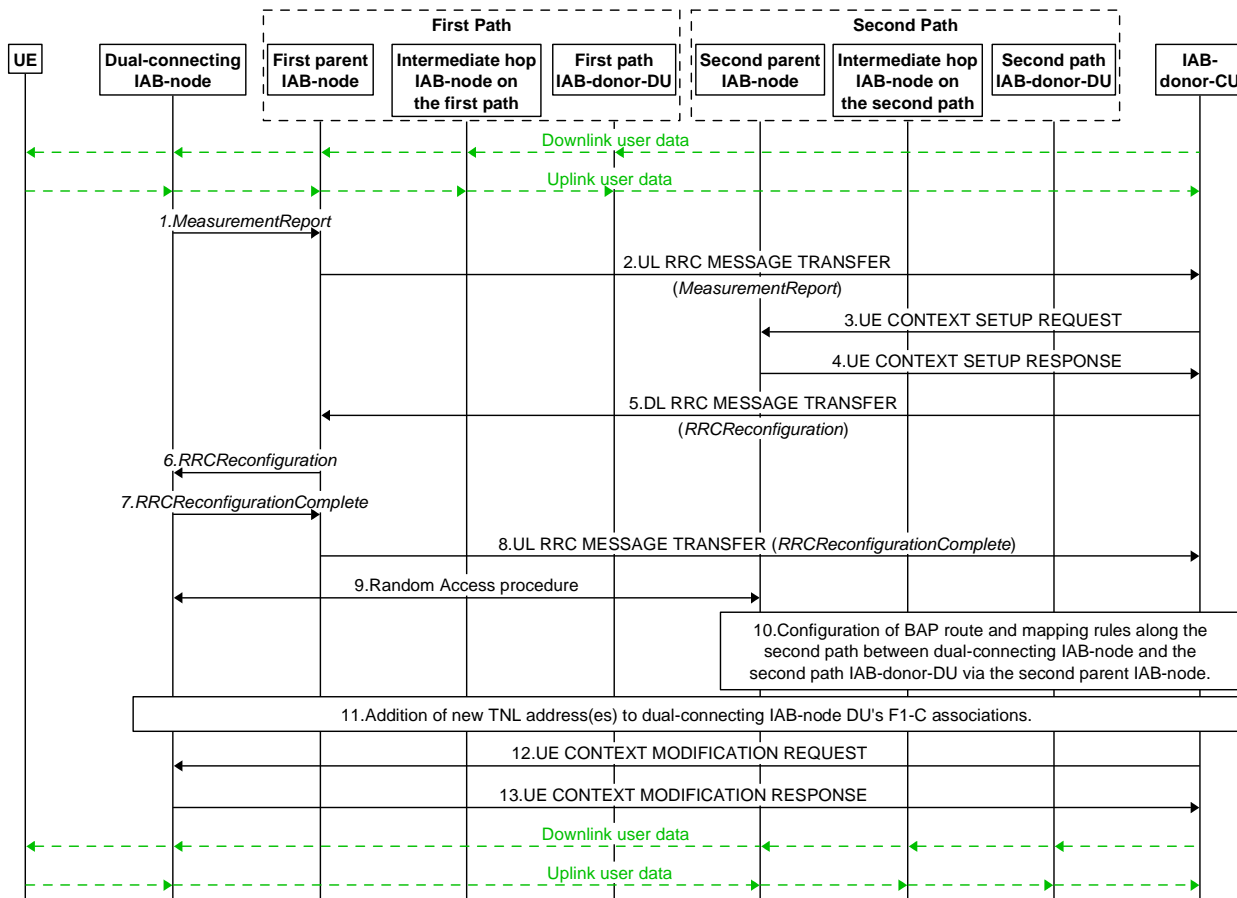 First Path
Second Path
UE
Dual-connecting
IAB-node
First parent
IAB-node
Intermediate hop
IAB-node on
the first path
First path
IAB-donor-DU
Second parent
IAB-node
Intermediate hop
IAB-node on
the second path
Second path
IAB-donor-DU
IAB-
donor-CU
Downlink user data
Uplink user data
1.MeasurementReport
2.UL RRC MESSAGE TRANSFER
(MeasurementReport)
3.UE CONTEXT SETUP REQUEST
4.UE CONTEXT SETUP RESPONSE
5.DL RRC MESSAGE TRANSFER
(RRCReconfiguration)
6.RRCReconfiguration
7.RRCReconfigurationComplete
8.UL RRC MESSAGE TRANSFER (RRCReconfigurationComplete)
9.Random Access procedure
10.Configuration of BAP route and mapping rules along the
second path between dual-connecting IAB-node and the
second path IAB-donor-DU via the second parent IAB-node.
11.Addition of new TNL address(es) to dual-connecting IAB-node DU's F1-C associations.
12.UE CONTEXT MODIFICATION REQUEST
13.UE CONTEXT MODIFICATION RESPONSE
Downlink user data
Uplink user data